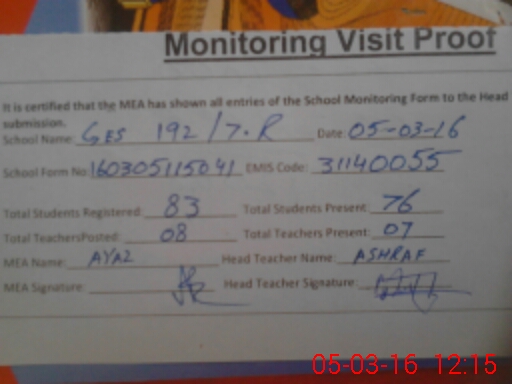 Monitoring Visit Proof
It is certified that the MEA has shown all entries of the School Monitoring Form to the Head
submission.
School Name: GES 192/7.R Date: 05-03-16
School Form No: 160305115041 EMIS Code: 31140055
Total Students Registered: 83 Total Students Present: 76
Total TeachersPosted: 08 Total Teachers Present: 07
MEA Name: AYAZ Head Teacher Name: ASHRAF
MEA Signature: Head Teacher Signature:
05-03-16 12:15